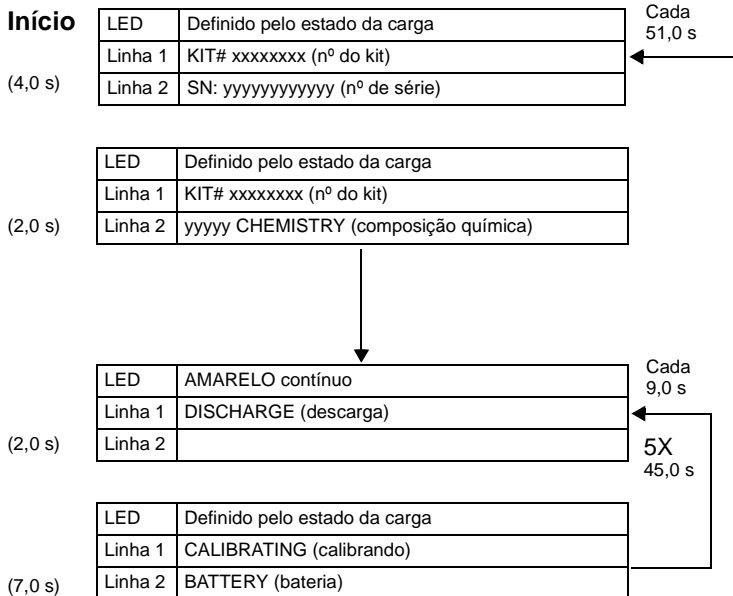 Início
LED Definido pelo estado da carga
Cada
51,0 s
Linha 1 KIT# xxxxxxxx (nº do kit)
(4,0 s)
Linha 2 SN: yyyyyyyyyyyy (nº de série)
LED Definido pelo estado da carga
Linha 1 KIT# xxxxxxxx (nº do kit)
(2,0 s)
Linha 2 yyyyy CHEMISTRY (composição química)
LED AMARELO contínuo
Cada
9,0 s
Linha 1 DISCHARGE (descarga)
(2,0 s)
Linha 2
5X
45,0 s
LED Definido pelo estado da carga
Linha 1 CALIBRATING (calibrando)
(7,0 s)
Linha 2 BATTERY (bateria)